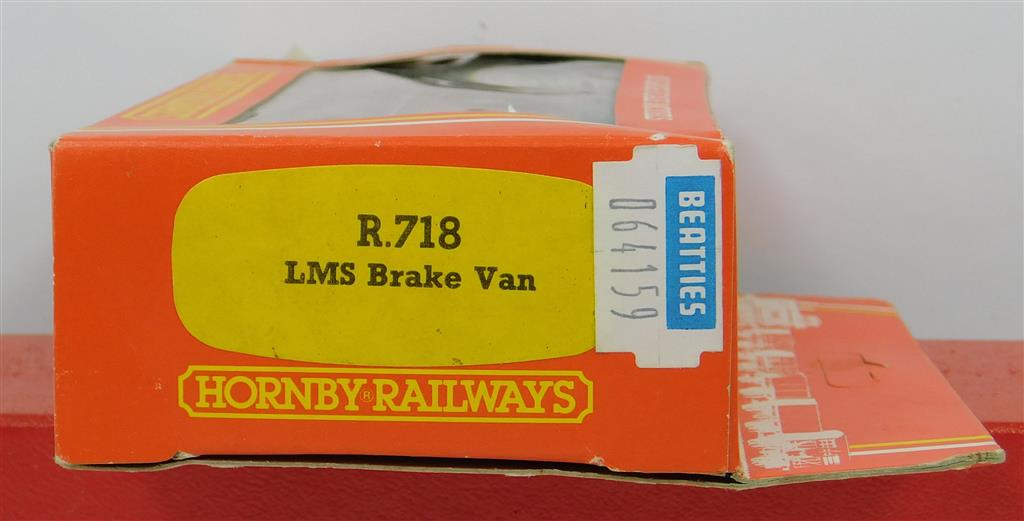 R.718
LMS Brake Van
HORNBY® RAILWAYS
BEATTIES
064159